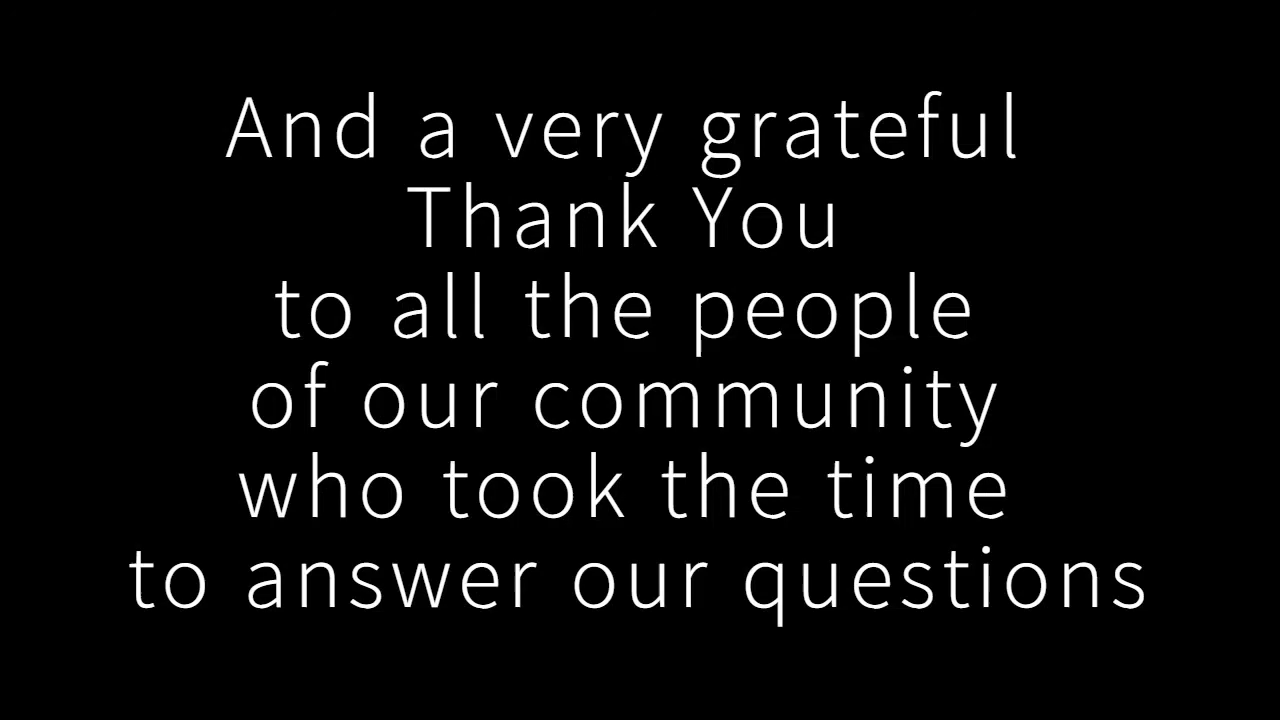 And a very grateful
Thank You
to all the people
of our community
who took the time
to answer our questions